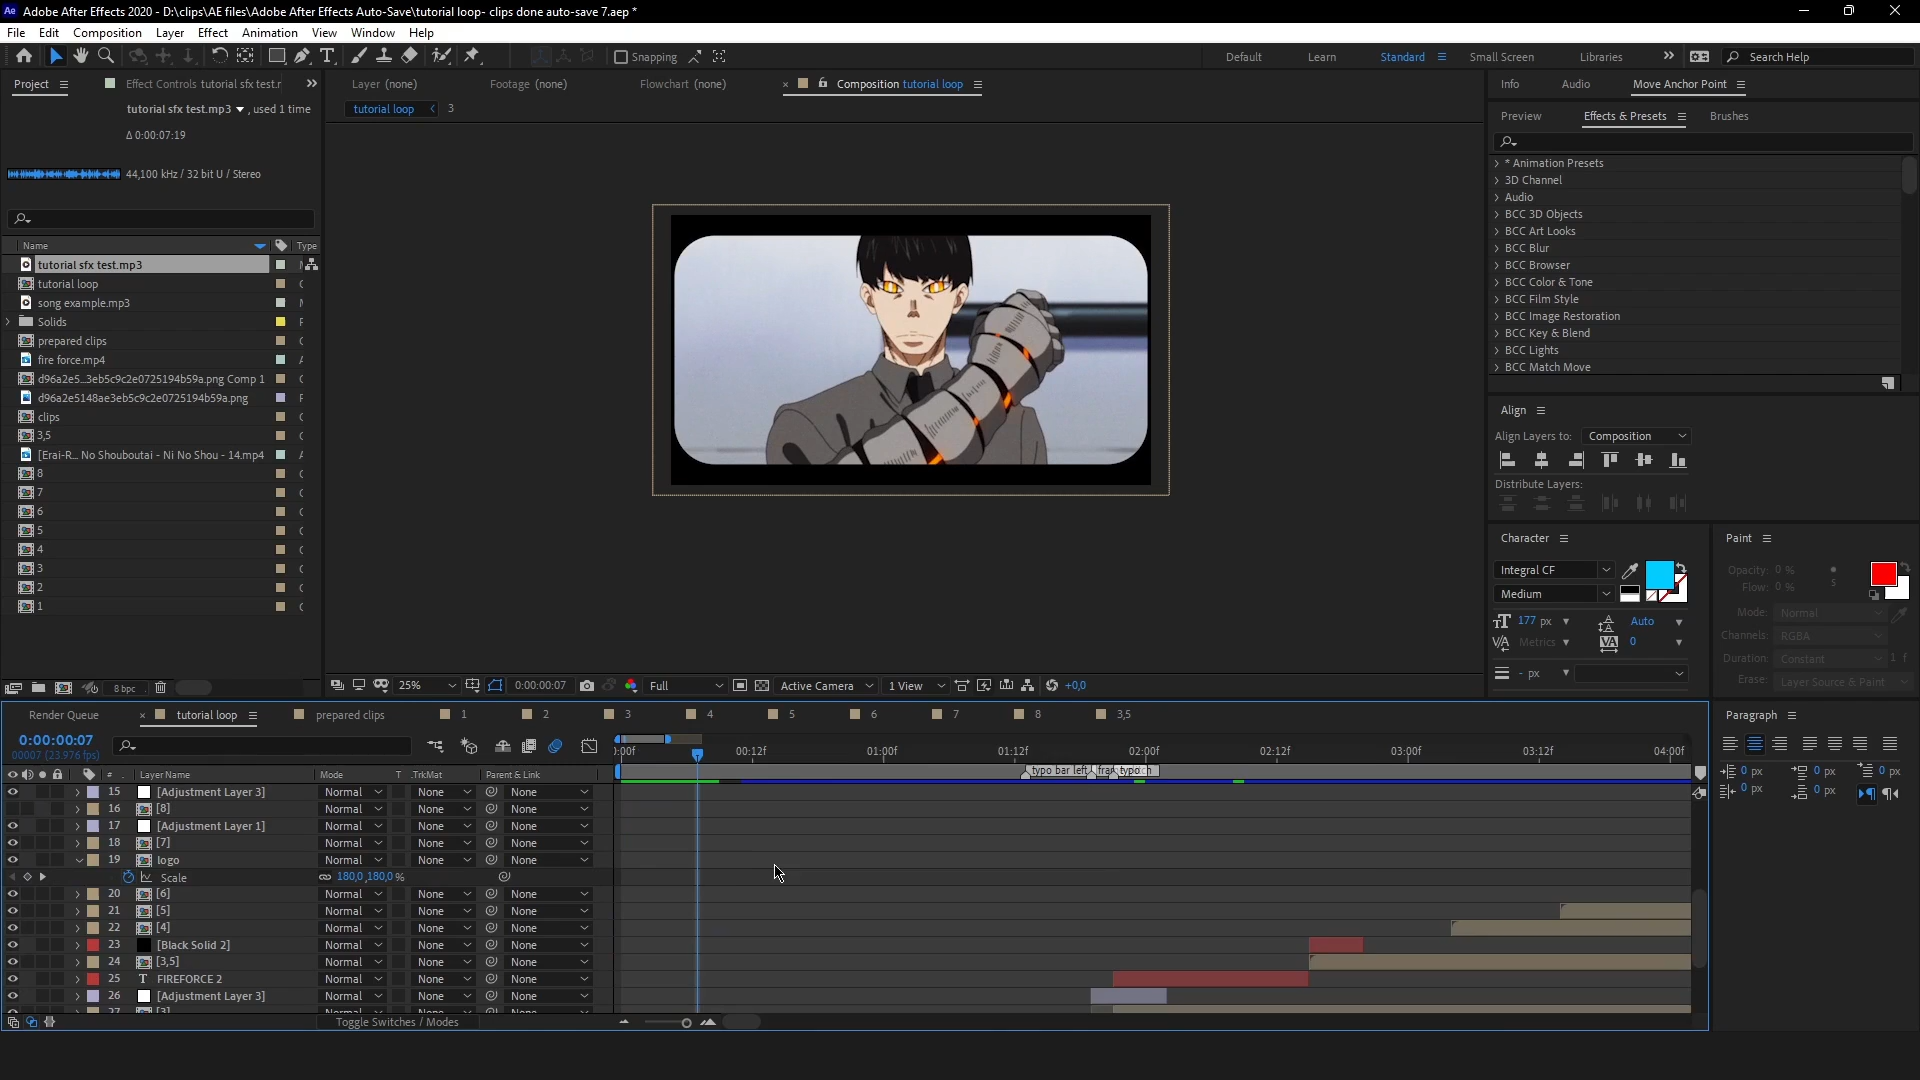 Ae Adobe After Effects 2020 - D:\clips\AE files\Adobe After Effects Auto-Save\tutorial loop- clips done auto-save 7.aep *
File Edit Composition Layer Effect Animation View Window Help
Snapping
Default Learn Standard Small Screen Libraries Search Help
Project Effect Controls tutorial sfx test.r
Layer (none) Footage (none) Flowchart (none) Composition tutorial loop
Info Audio Move Anchor Point
tutorial sfx test.mp3 , used 1 time
Δ 0:00:07:19
tutorial loop 3
Preview Effects & Presets Brushes
44,100 kHz / 32 bit U / Stereo
Name Type
tutorial sfx test.mp3
tutorial loop
song example.mp3
Solids
prepared clips
fire force.mp4
d96a2e5...3eb5c9c2e0725194b59a.png Comp 1
d96a2e5148ae3eb5c9c2e0725194b59a.png
clips
3,5
[Erai-R... No Shouboutai - Ni No Shou - 14.mp4
8
7
6
5
4
3
2
1
8 bpc
* Animation Presets
3D Channel
Audio
BCC 3D Objects
BCC Art Looks
BCC Blur
BCC Browser
BCC Color & Tone
BCC Film Style
BCC Image Restoration
BCC Key & Blend
BCC Lights
BCC Match Move
Align
Align Layers to: Composition
Distribute Layers:
Character
Integral CF
Medium
177 px Auto
Metrics 0
- px
Paint
Opacity: 0 %
Flow: 0 %
Mode: Normal
Channels: RGBA
Duration: Constant 1 f
Erase: Layer Source & Paint
25% 0:00:00:07 Full Active Camera 1 View +0,0
Render Queue tutorial loop prepared clips 1 2 3 4 5 6 7 8 3,5
0:00:00:07
00007 (23.976 fps)
:00f 00:12f 01:00f 01:12f 02:00f 02:12f 03:00f 03:12f 04:00f
# Layer Name Mode T .TrkMat Parent & Link
typo bar left
15 [Adjustment Layer 3] Normal None None
16 [8] Normal None None
17 [Adjustment Layer 1] Normal None None
18 [7] Normal None None
19 logo Normal None None
Scale 180,0,180,0 %
20 [6] Normal None None
21 [5] Normal None None
22 [4] Normal None None
23 [Black Solid 2] Normal None None
24 [3,5] Normal None None
25 T FIREFORCE 2 Normal None None
26 [Adjustment Layer 3] Normal None None
27 [3] Normal None None
Toggle Switches / Modes
Paragraph
0 px 0 px 0 px
0 px 0 px